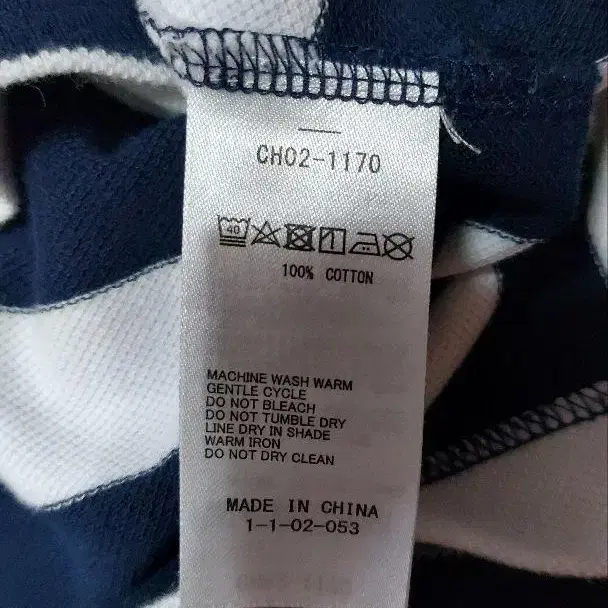 CH02-1170
40
100% COTTON
MACHINE WASH WARM
GENTLE CYCLE
DO NOT BLEACH
DO NOT TUMBLE DRY
LINE DRY IN SHADE
WARM IRON
DO NOT DRY CLEAN
MADE IN CHINA
1-1-02-053